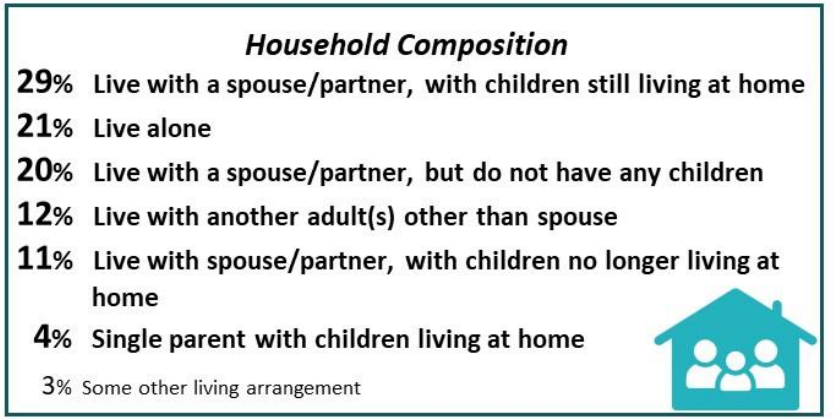 Household Composition
29% Live with a spouse/partner, with children still living at home
21% Live alone
20% Live with a spouse/partner, but do not have any children
12% Live with another adult(s) other than spouse
11% Live with spouse/partner, with children no longer living at
home
4% Single parent with children living at home
3% Some other living arrangement